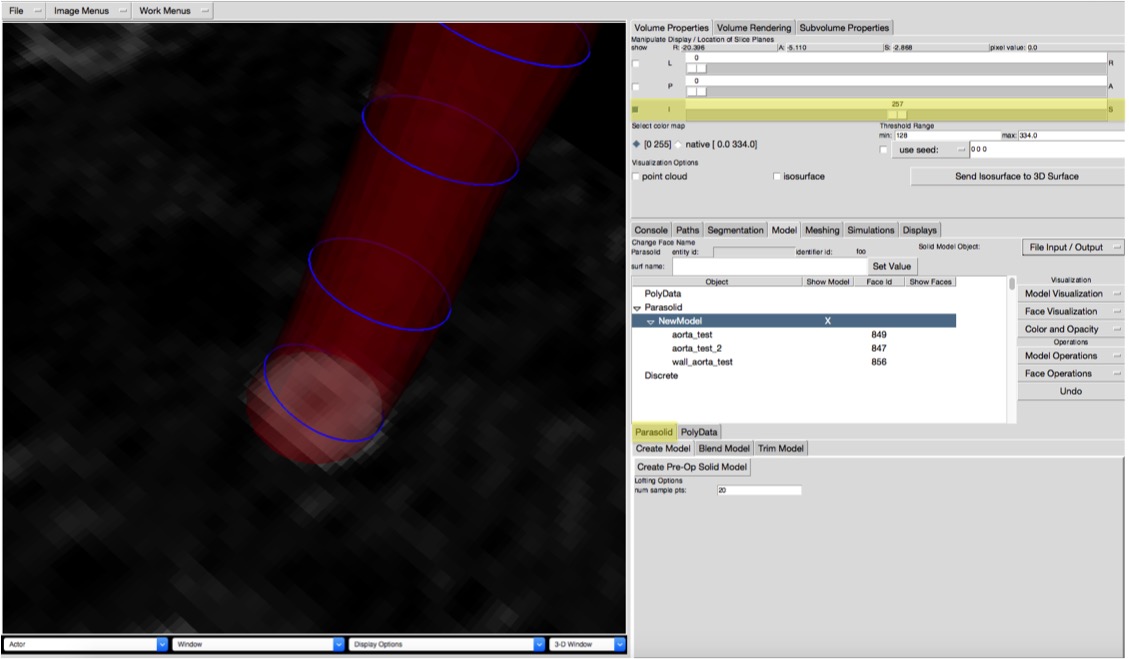 File Image Menus Work Menus
Volume Properties Volume Rendering Subvolume Properties
Manipulate Display / Location of Slice Planes
show R: -20.396 A: -5.110 S: -2.868 pixel value: 0.0
0
L R
0
P A
257
I S
Select color map Threshold Range
min: 128 max: 334.0
[0 255] native [ 0.0 334.0] use seed: 0 0 0
Visualization Options
point cloud isosurface Send Isosurface to 3D Surface
Console Paths Segmentation Model Meshing Simulations Displays
Change Face Name
Parasolid entity id: identifier id: foo Solid Model Object: File Input / Output
surf name: Set Value
Object Show Model Face Id Show Faces Visualization
PolyData Model Visualization
Parasolid Face Visualization
NewModel X Color and Opacity
aorta_test 849 Operations
aorta_test_2 847 Model Operations
wall_aorta_test 856 Face Operations
Discrete
Undo
Parasolid PolyData
Create Model Blend Model Trim Model
Create Pre-Op Solid Model
Lofting Options
num sample pts: 20
Actor Window Display Options 3-D Window